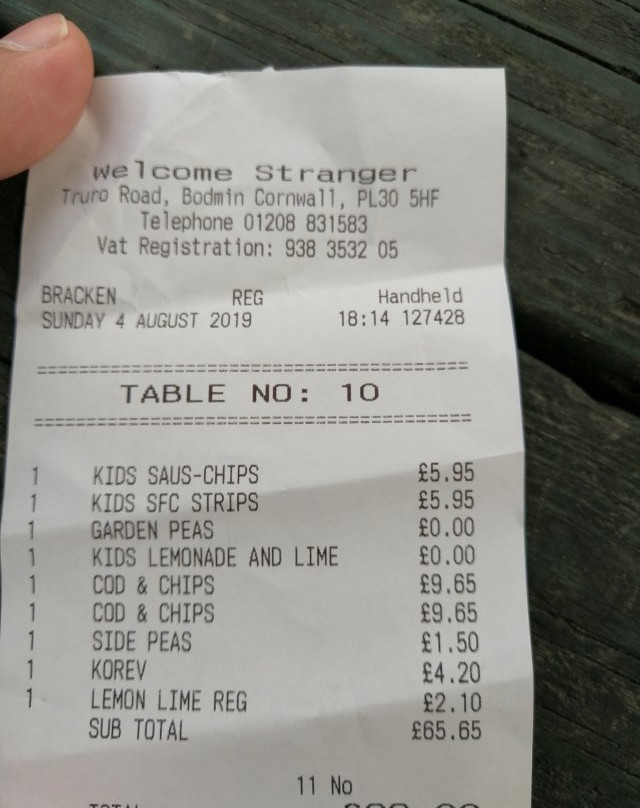 Welcome Stranger
Truro Road, Bodmin Cornwall, PL30 5HF
Telephone 01208 831583
Vat Registration: 938 3532 05
BRACKEN REG Handheld
SUNDAY 4 AUGUST 2019 18:14 127428
TABLE NO: 10
1 KIDS SAUS-CHIPS £5.95
1 KIDS SFC STRIPS £5.95
1 GARDEN PEAS £0.00
1 KIDS LEMONADE AND LIME £0.00
1 COD & CHIPS £9.65
1 COD & CHIPS £9.65
1 SIDE PEAS £1.50
1 KOREV £4.20
1 LEMON LIME REG £2.10
SUB TOTAL £65.65
11 No
TOTAL